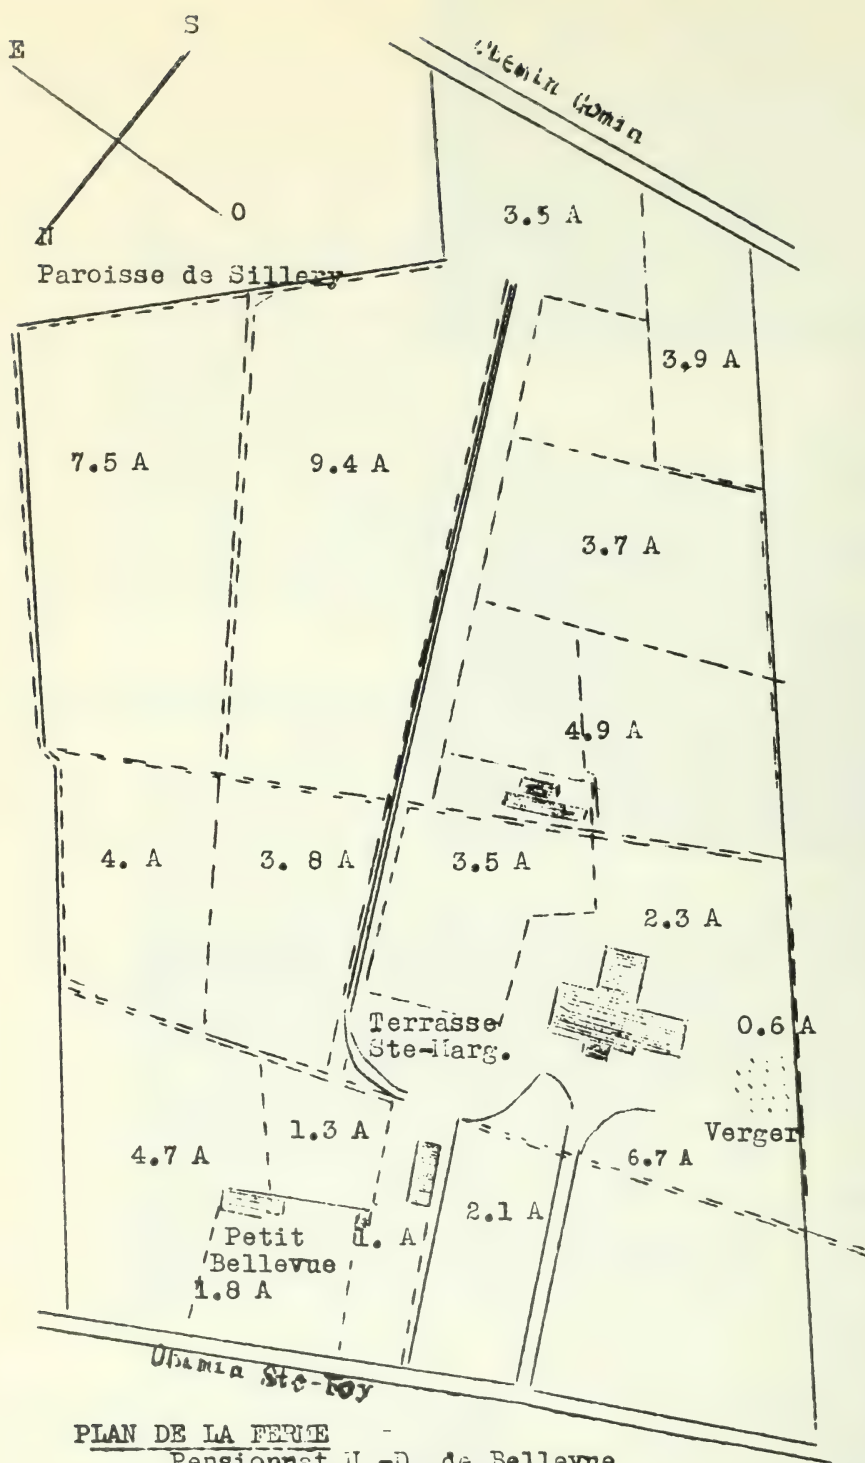 S
E
Chemin Gomin
O
N
3.5 A
Paroisse de Sillery
3.9 A
7.5 A
9.4 A
3.7 A
4.9 A
4. A
3. 8 A
3.5 A
2.3 A
Terrasse
Ste-Marg.
0.6 A
Verger
4.7 A
1.3 A
6.7 A
2.1 A
Petit
Bellevue
1. A
1.8 A
Chemin Ste-Foy
PLAN DE LA FERME
Pensionnat N.-D. de Bellevue